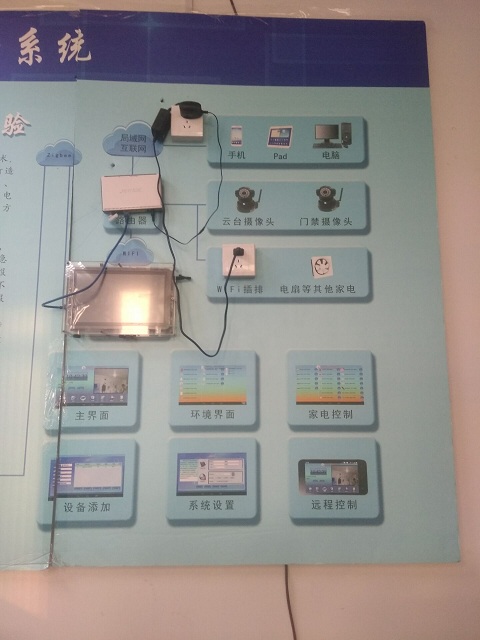 系统
验
局域网
互联网
Zigbee
手机
Pad
电脑
由器
云台摄像头
门禁摄像头
WIFI
WiFi插排
电扇等其他家电
主界面
环境界面
家电控制
设备添加
系统设置
远程控制